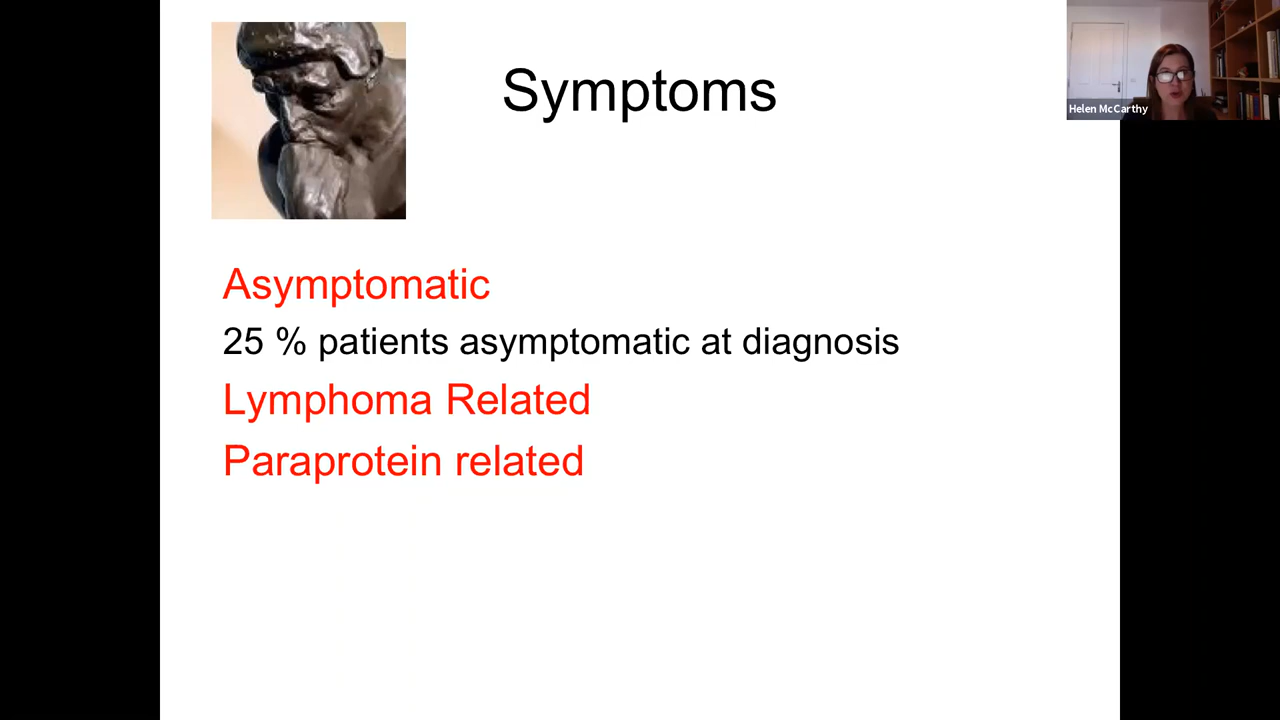 Symptoms
Helen McCarthy
Asymptomatic
25 % patients asymptomatic at diagnosis
Lymphoma Related
Paraprotein related